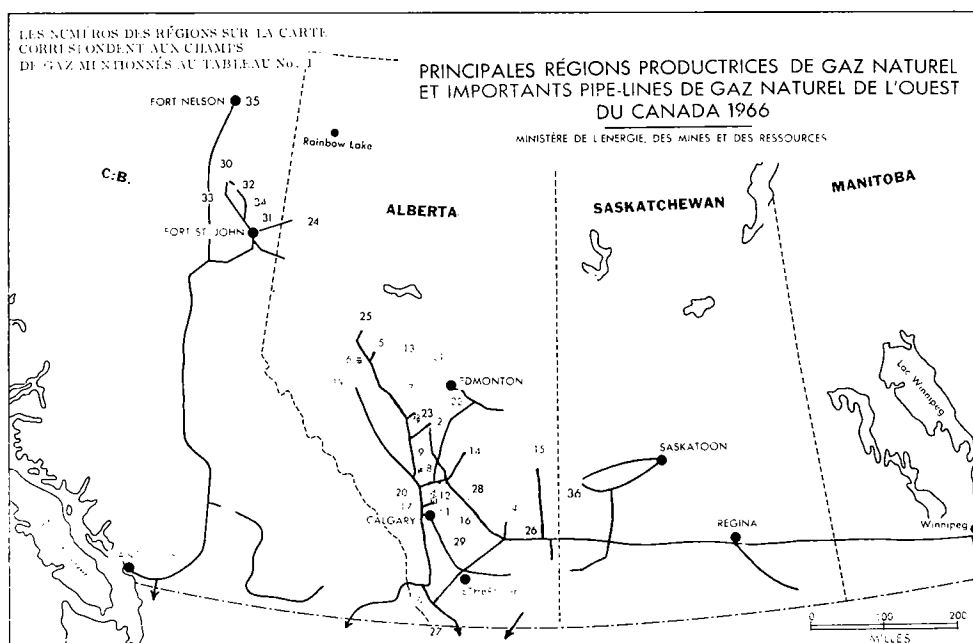 LES NUMÉROS DES RÉGIONS SUR LA CARTE
CORRESPONDENT AUX CHAMPS
DE GAZ MENTIONNÉS AU TABLEAU No. 1
PRINCIPALES RÉGIONS PRODUCTRICES DE GAZ NATUREL
ET IMPORTANTS PIPE-LINES DE GAZ NATUREL DE L'OUEST
DU CANADA 1966
MINISTÈRE DE L'ENERGIE, DES MINES ET DES RESSOURCES
FORT NELSON 35
Rainbow Lake
C.-B.
30
32
33
34
31
24
FORT ST. JOHN
ALBERTA
SASKATCHEWAN
MANITOBA
25
5
13
6
7
EDMONTON
22
23
2
9
8
14
15
SASKATOON
20
12
28
36
17
CALGARY
16
4
26
29
REGINA
Lac Winnipeg
Winnipeg
27
0 100 200
MILLES